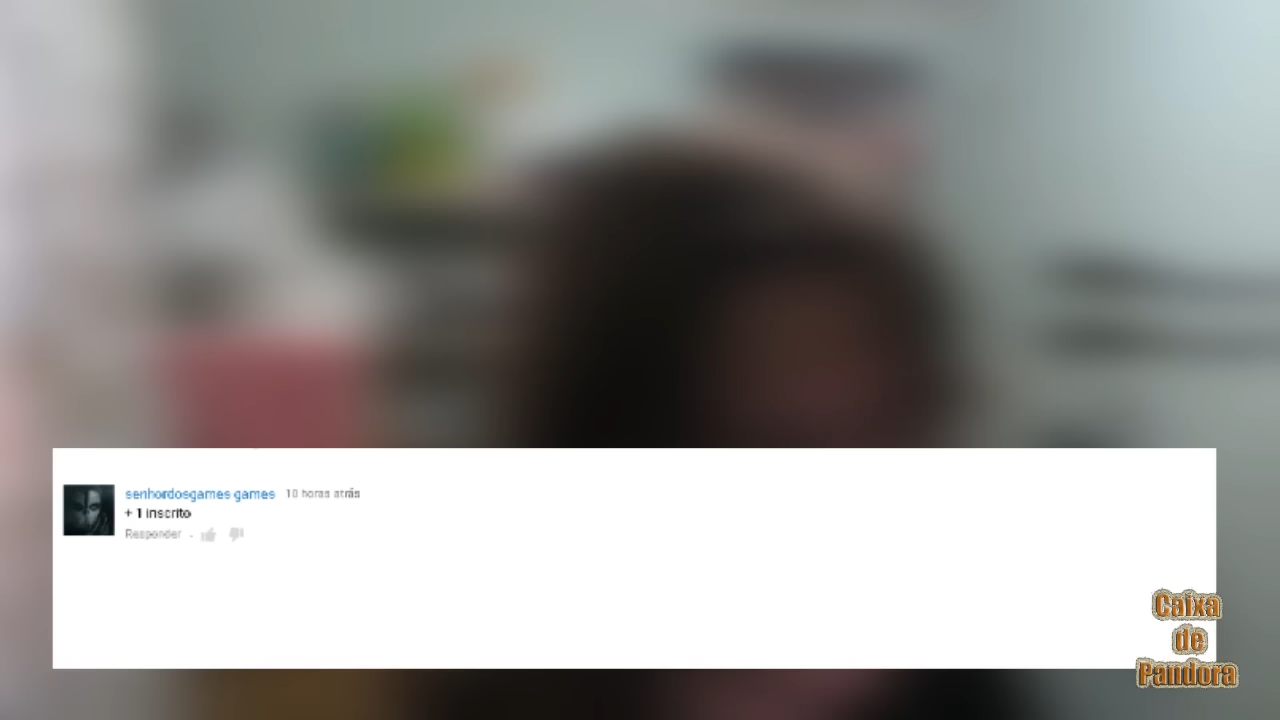 senhordosgames games 10 horas atrás
+ 1 inscrito
Responder
Caixa
de
Pandora